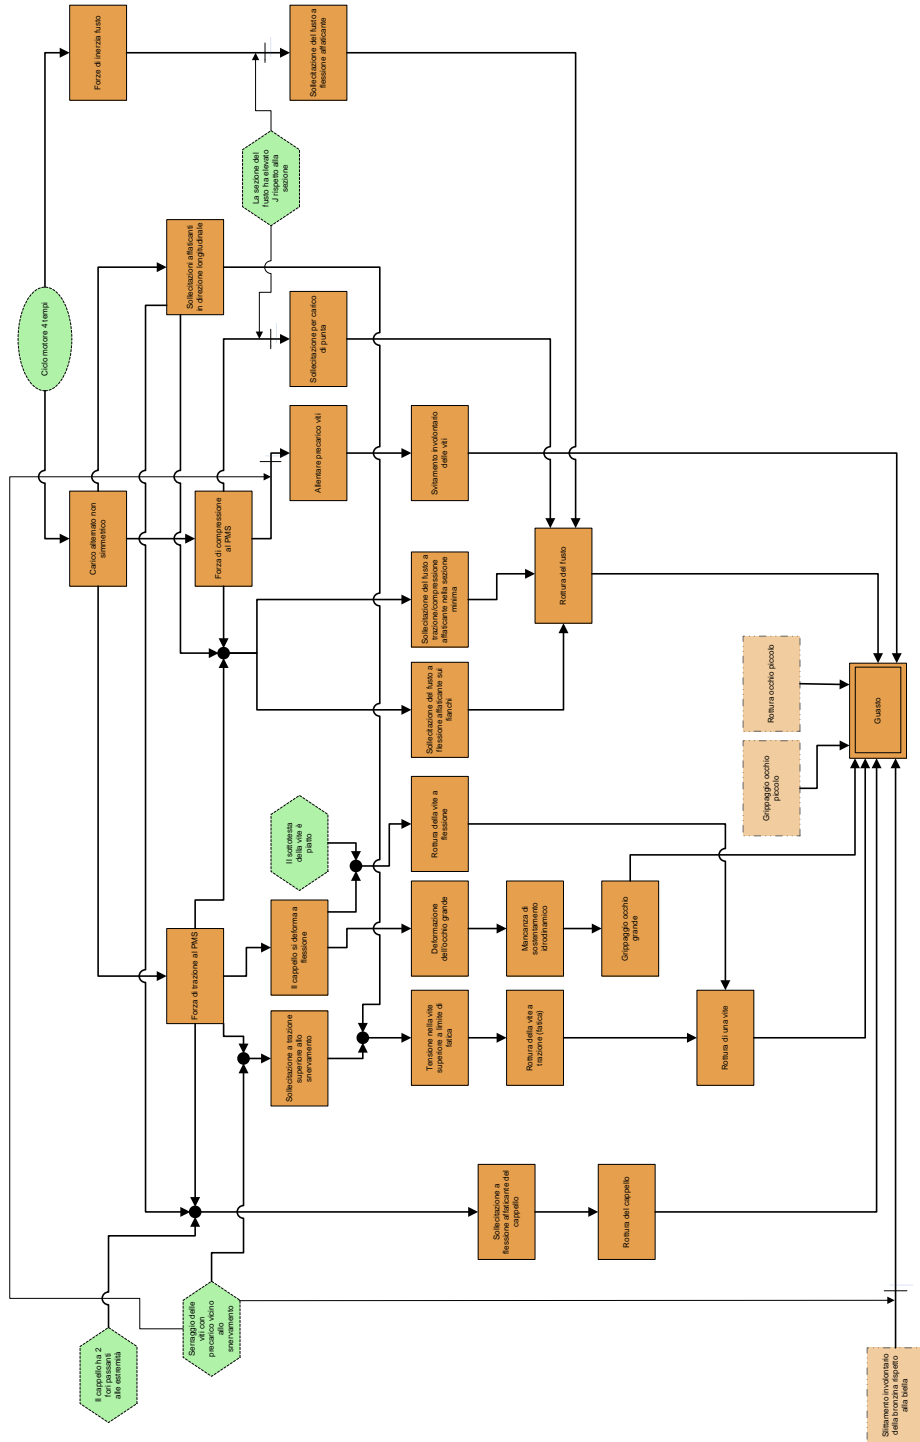 Forze di inerzia fusto
Sollecitazione del fusto a
flessione affaticante
La sezione del
fusto ha elevato
J rispetto alla
sezione
Sollecitazioni affaticanti
in direzione longitudinale
Ciclo motore 4 tempi
Sollecitazione per carico
di punta
Allentare precarico viti
Svitamento involontario
delle viti
Carico alternato non
simmetrico
Forza di compressione
al PMS
Sollecitazione del fusto a
trazione/compressione
affaticante nella sezione
minima
Rottura del fusto
Sollecitazione del fusto a
flessione affaticante sui
fianchi
Rottura occhio piccolo
Guasto
Grippaggio occhio
piccolo
Il sottotesta
della vite è
piatto
Rottura della vite a
flessione
Forza di trazione al PMS
Il cappello si deforma a
flessione
Deformazione
dell'occhio grande
Mancanza di
sostentamento
idrodinamico
Grippaggio occhio
grande
Sollecitazione a trazione
superiore allo
snervamento
Tensione nella vite
superiore a limite di
fatica
Rottura della vite a
trazione (fatica)
Rottura di una vite
Sollecitazione a
flessione affaticante del
cappello
Rottura del cappello
Il cappello ha 2
fori passanti
alle estremità
Serraggio delle
viti con
precarico vicino
allo
snervamento
Slittamento involontario
della bronzina rispetto
alla biella